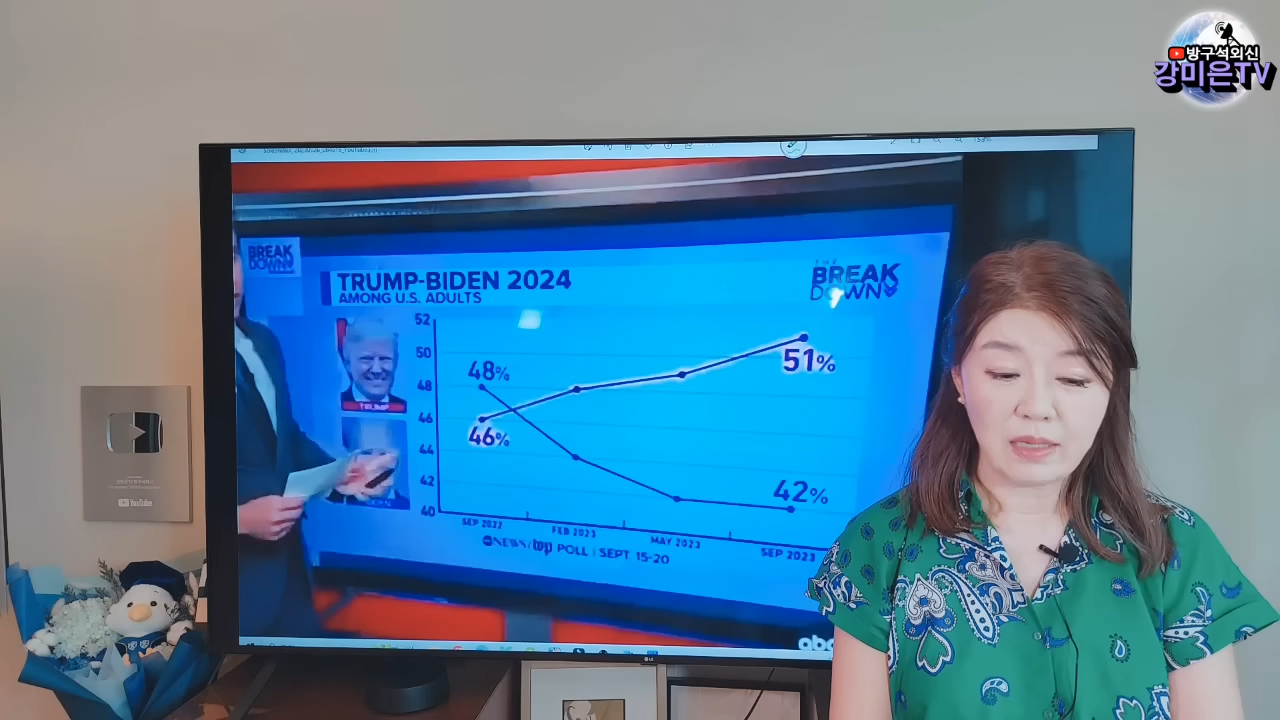 방구석외신
강미은TV
BREAK
DOWN
TRUMP-BIDEN 2024
AMONG U.S. ADULTS
THE
BREAK
DOWN
52
50
48
46
44
42
40
48%
46%
51%
42%
TRUMP
SEP 2022
FEB 2023
MAY 2023
SEP 2023
NEWS/wp POLL | SEPT 15-20
abc
YouTube
LG